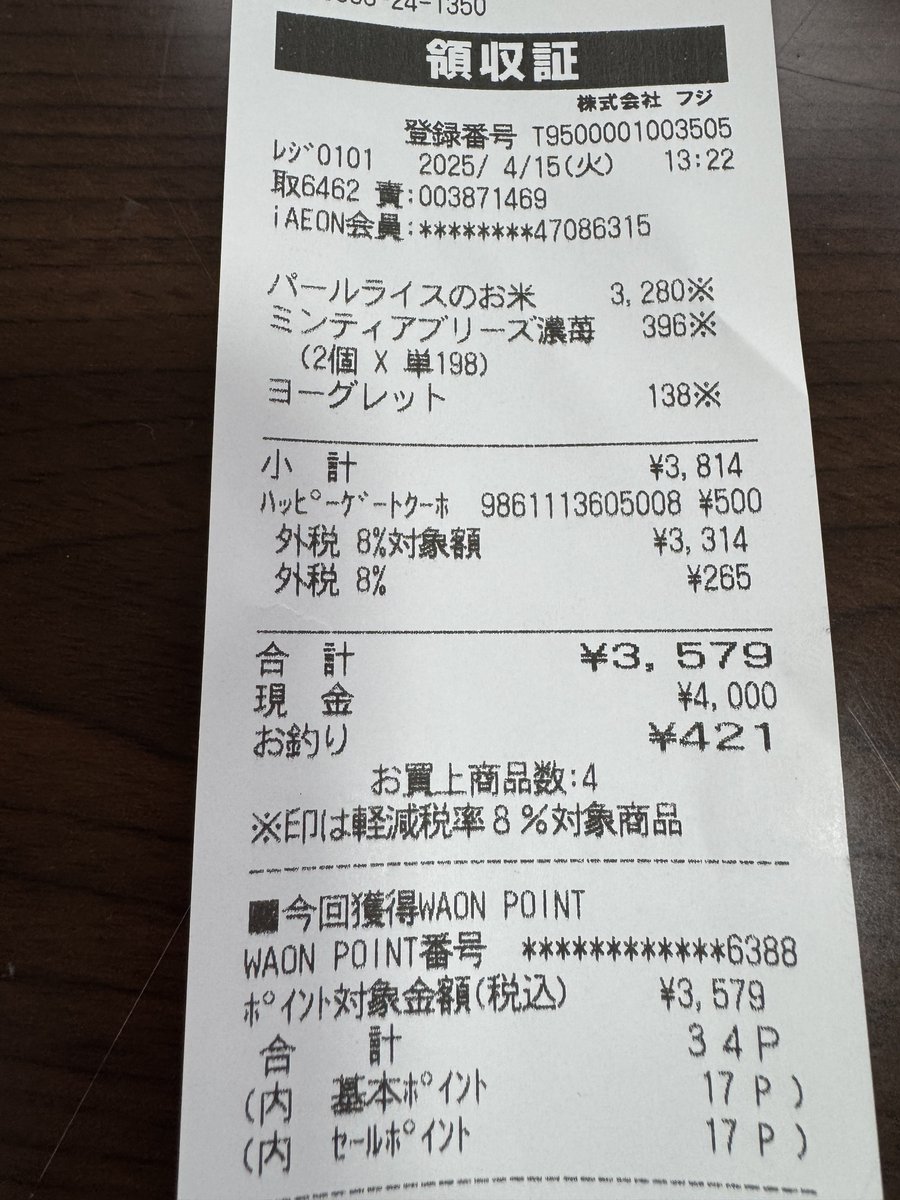 24-1350
領収証
株式会社 フジ
登録番号 T9500001003505
ﾚｼﾞ0101 2025/ 4/15(火) 13:22
取6462 責:003871469
iAEON会員:********47086315
パールライスのお米 3,280※
ミンティアブリーズ濃苺 396※
(2個 X 単198)
ヨーグレット 138※
小 計 ¥3,814
ﾊｯﾋﾟｰｹﾞｰﾄｸｰﾎ 9861113605008 ¥500
外税 8%対象額 ¥3,314
外税 8% ¥265
合 計 ¥3,579
現 金 ¥4,000
お釣り ¥421
お買上商品数:4
※印は軽減税率8%対象商品
■今回獲得WAON POINT
WAON POINT番号 ************6388
ﾎﾟｲﾝﾄ対象金額(税込) ¥3,579
合 計 34P
(内 基本ﾎﾟｲﾝﾄ 17 P )
(内 ｾｰﾙﾎﾟｲﾝﾄ 17 P )